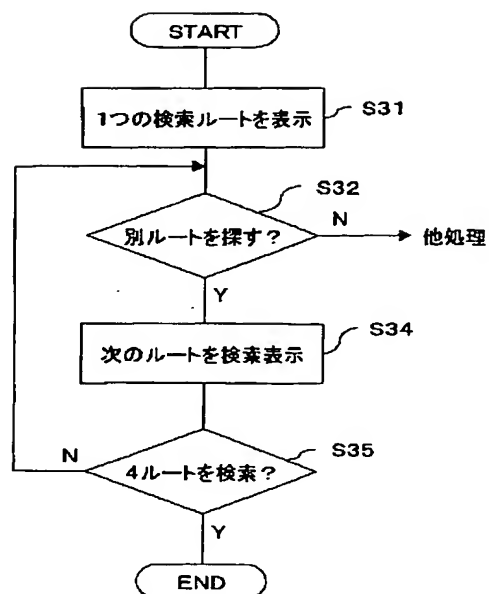 START
1つの検索ルートを表示
S31
S32
別ルートを探す?
N
他処理
Y
S34
次のルートを検索表示
S35
N
4ルートを検索?
Y
END